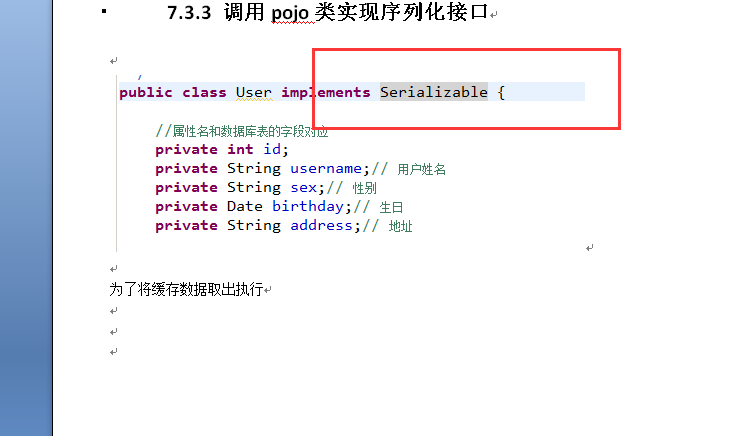 7.3.3 调用 pojo 类实现序列化接口
public class User implements Serializable {
//属性名和数据库表的字段对应
private int id;
private String username;// 用户姓名
private String sex;// 性别
private Date birthday;// 生日
private String address;// 地址
为了将缓存数据取出执行